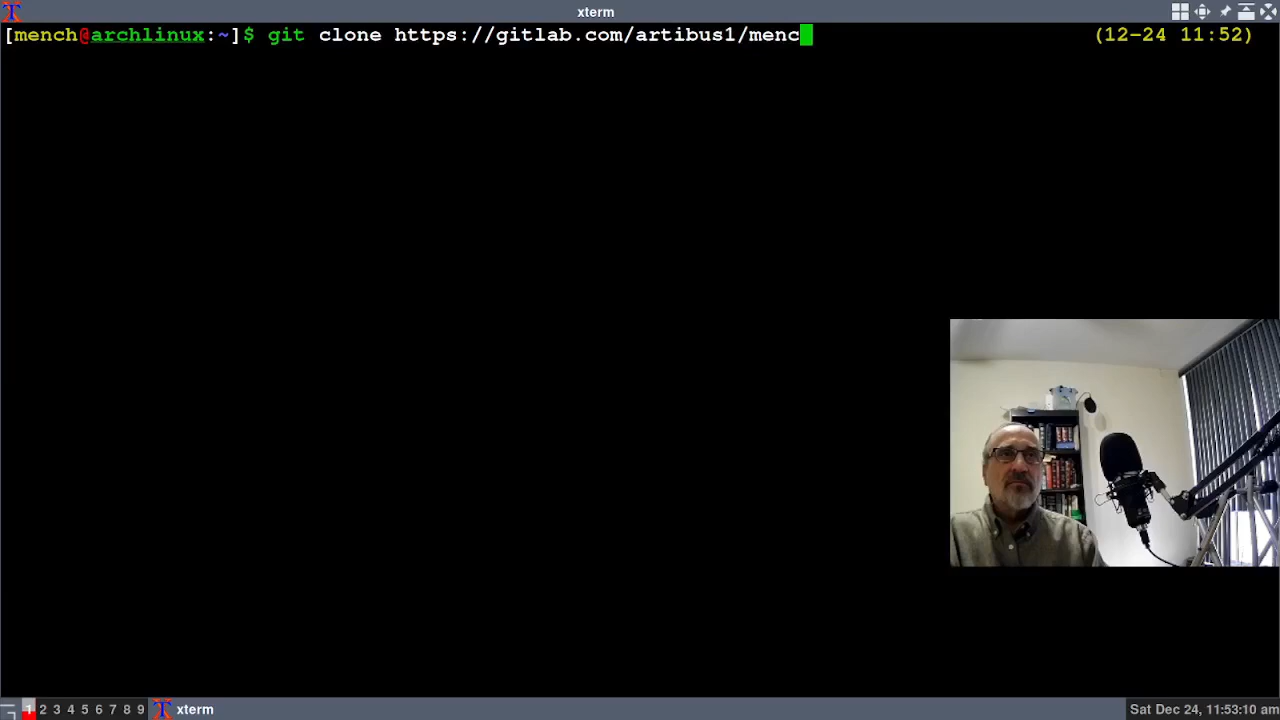 xterm
[mench@archlinux:~]$ git clone https://gitlab.com/artibus1/menc (12-24 11:52)
1 2 3 4 5 6 7 8 9 xterm Sat Dec 24, 11:53:10 am